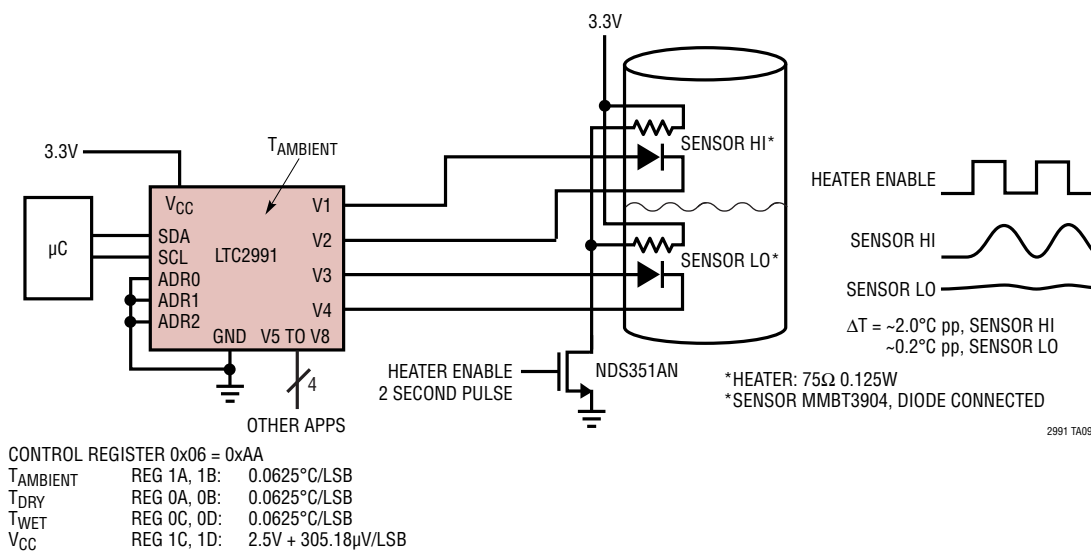 3.3V
3.3V
TAMBIENT
VCC
V1
SENSOR HI*
HEATER ENABLE
µC
SDA
SCL
LTC2991
V2
SENSOR HI
ADR0
ADR1
ADR2
V3
SENSOR LO*
V4
SENSOR LO
GND
V5 TO V8
ΔT = ~2.0°C pp, SENSOR HI
~0.2°C pp, SENSOR LO
4
OTHER APPS
HEATER ENABLE
2 SECOND PULSE
NDS351AN
*HEATER: 75Ω 0.125W
*SENSOR MMBT3904, DIODE CONNECTED
2991 TA09
CONTROL REGISTER 0x06 = 0xAA
TAMBIENT REG 1A, 1B: 0.0625°C/LSB
TDRY REG 0A, 0B: 0.0625°C/LSB
TWET REG 0C, 0D: 0.0625°C/LSB
VCC REG 1C, 1D: 2.5V + 305.18µV/LSB